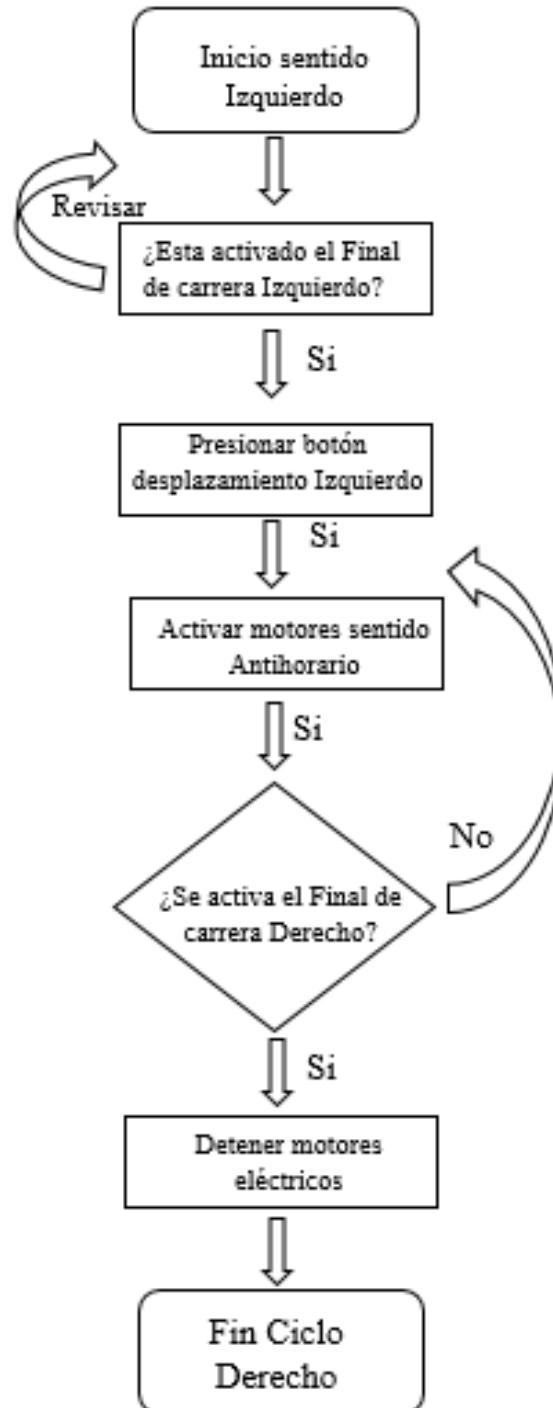 Inicio sentido
Izquierdo
Revisar
¿Esta activado el Final
de carrera Izquierdo?
Si
Presionar botón
desplazamiento Izquierdo
Si
Activar motores sentido
Antihorario
Si
No
¿Se activa el Final de
carrera Derecho?
Si
Detener motores
eléctricos
Fin Ciclo
Derecho